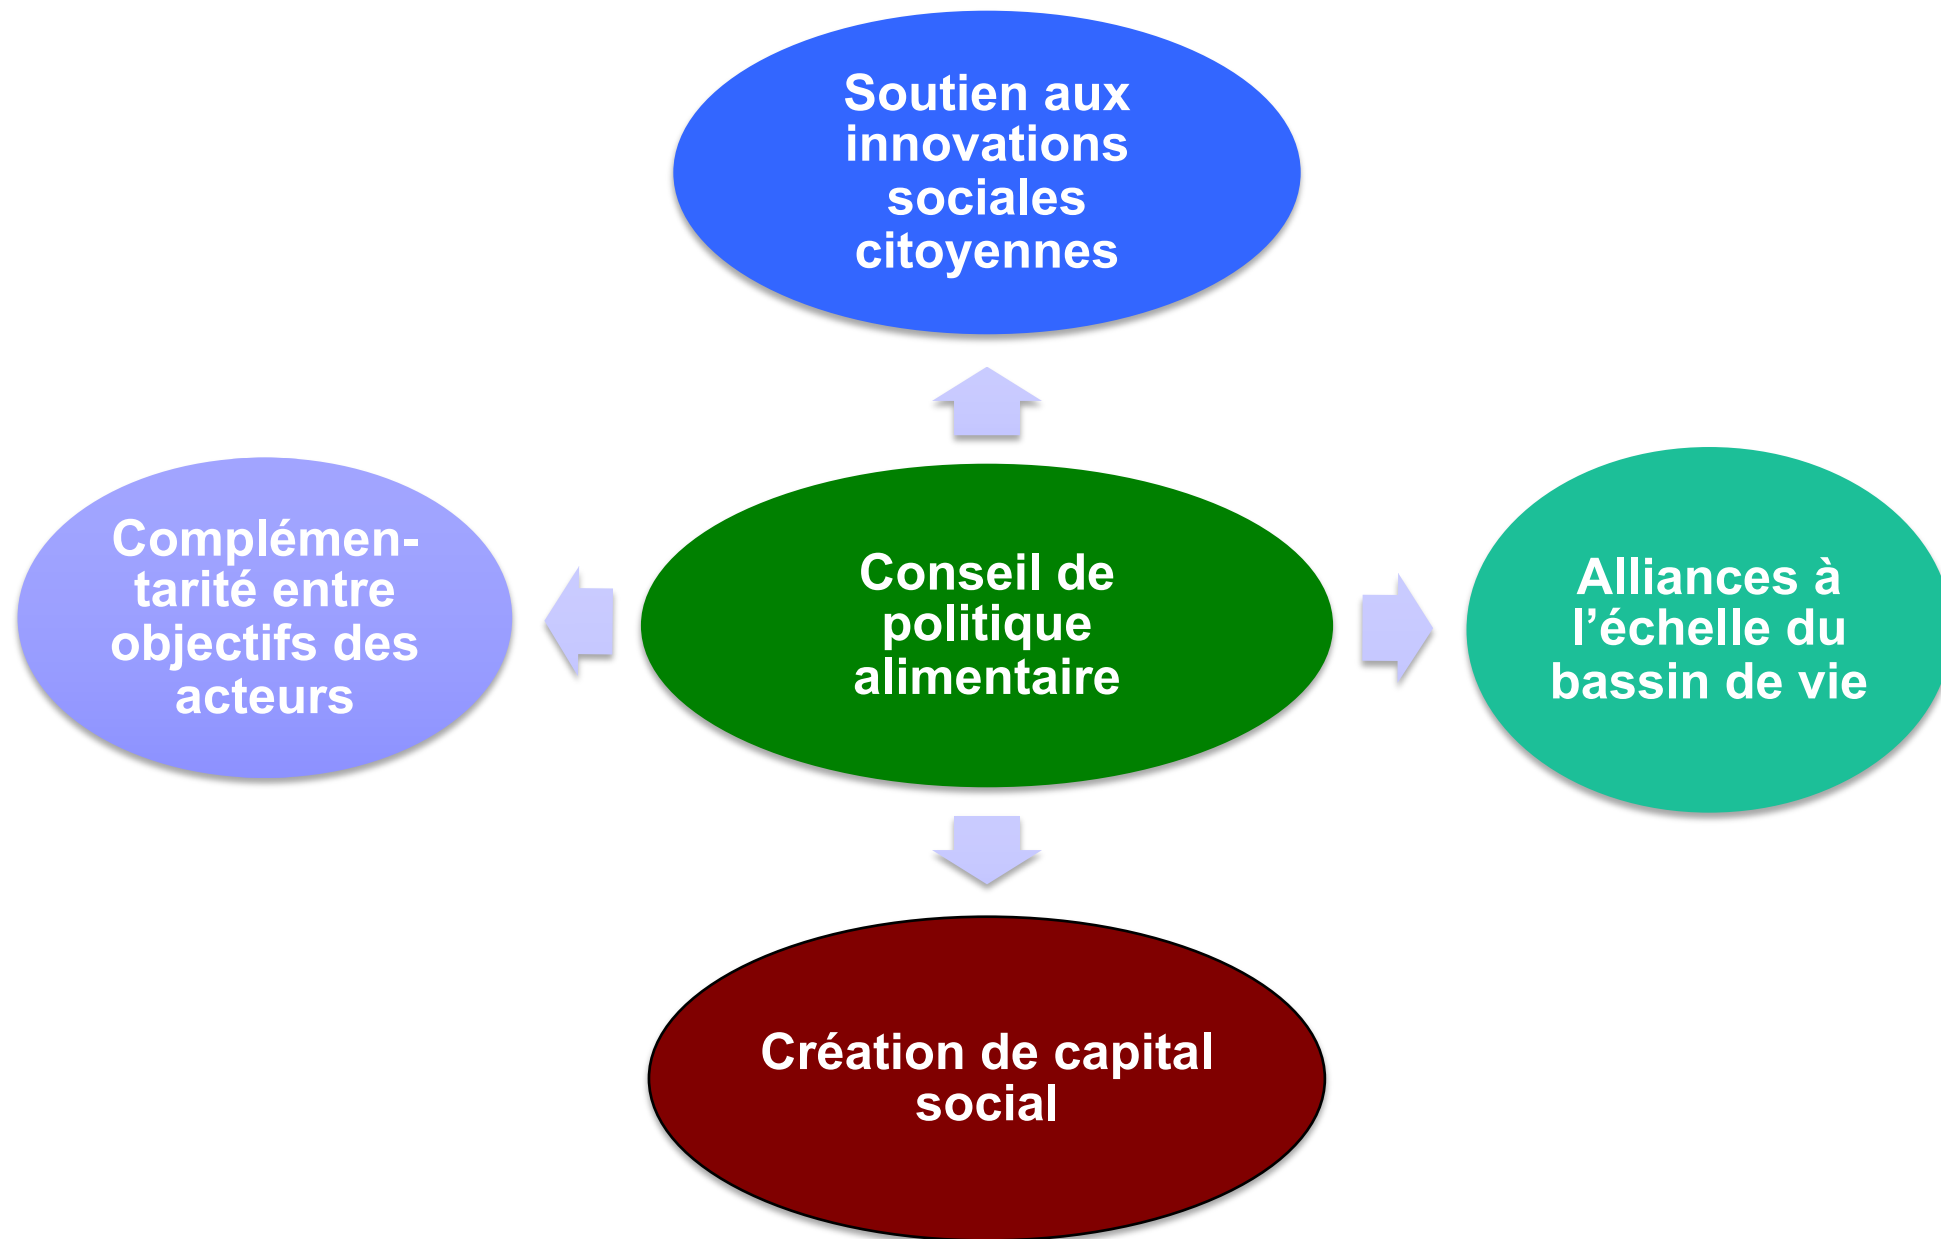 Soutien aux
innovations
sociales
citoyennes
Complémen-
tarité entre
objectifs des
acteurs
Conseil de
politique
alimentaire
Alliances à
l’échelle du
bassin de vie
Création de capital
social